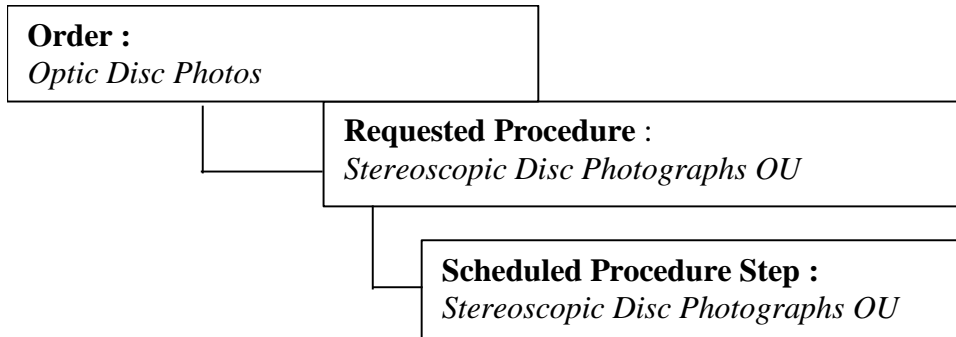 Order :
Optic Disc Photos
Requested Procedure :
Stereoscopic Disc Photographs OU
Scheduled Procedure Step :
Stereoscopic Disc Photographs OU